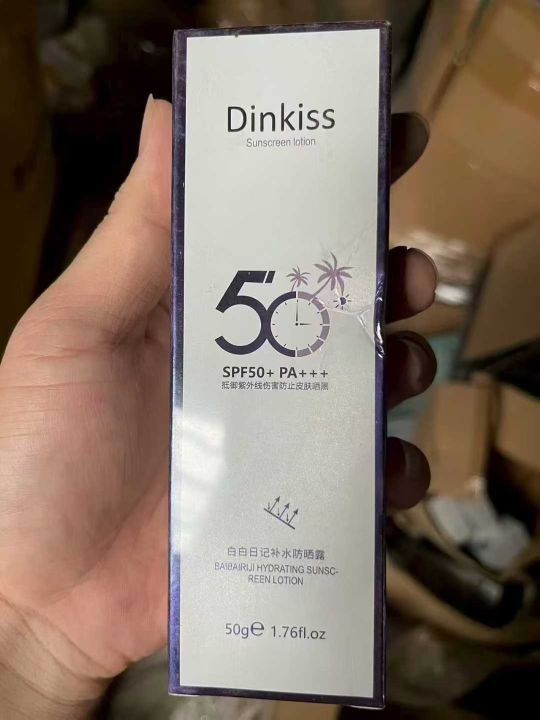 Dinkiss
Sunscreen lotion
50
SPF50+ PA+++
抵御紫外线伤害防止皮肤晒黑
白白日记补水防晒露
BAIBAIRIJI HYDRATING SUNSC-
REEN LOTION
50g℮ 1.76fl.oz